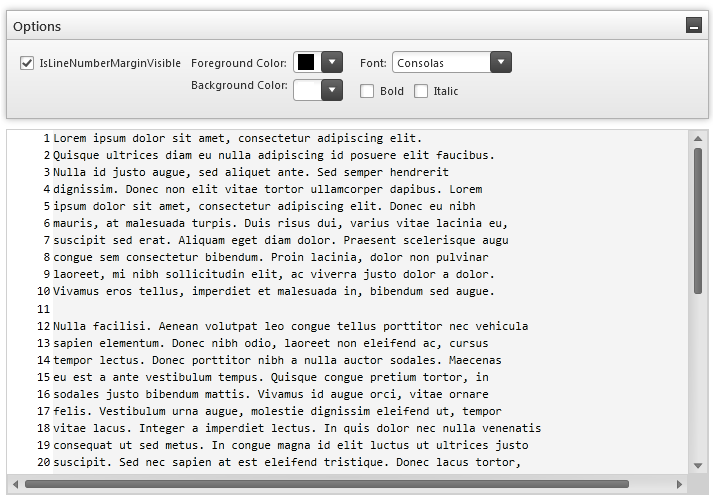 Options
IsLineNumberMarginVisible Foreground Color: Font: Consolas
Background Color: Bold Italic
1 Lorem ipsum dolor sit amet, consectetur adipiscing elit.
2 Quisque ultrices diam eu nulla adipiscing id posuere elit faucibus.
3 Nulla id justo augue, sed aliquet ante. Sed semper hendrerit
4 dignissim. Donec non elit vitae tortor ullamcorper dapibus. Lorem
5 ipsum dolor sit amet, consectetur adipiscing elit. Donec eu nibh
6 mauris, at malesuada turpis. Duis risus dui, varius vitae lacinia eu,
7 suscipit sed erat. Aliquam eget diam dolor. Praesent scelerisque augu
8 congue sem consectetur bibendum. Proin lacinia, dolor non pulvinar
9 laoreet, mi nibh sollicitudin elit, ac viverra justo dolor a dolor.
10 Vivamus eros tellus, imperdiet et malesuada in, bibendum sed augue.
11
12 Nulla facilisi. Aenean volutpat leo congue tellus porttitor nec vehicula
13 sapien elementum. Donec nibh odio, laoreet non eleifend ac, cursus
14 tempor lectus. Donec porttitor nibh a nulla auctor sodales. Maecenas
15 eu est a ante vestibulum tempus. Quisque congue pretium tortor, in
16 sodales justo bibendum mattis. Vivamus id augue orci, vitae ornare
17 felis. Vestibulum urna augue, molestie dignissim eleifend ut, tempor
18 vitae lacus. Integer a imperdiet lectus. In quis dolor nec nulla venenatis
19 consequat ut sed metus. In congue magna id elit luctus ut ultrices justo
20 suscipit. Sed nec sapien at est eleifend tristique. Donec lacus tortor,